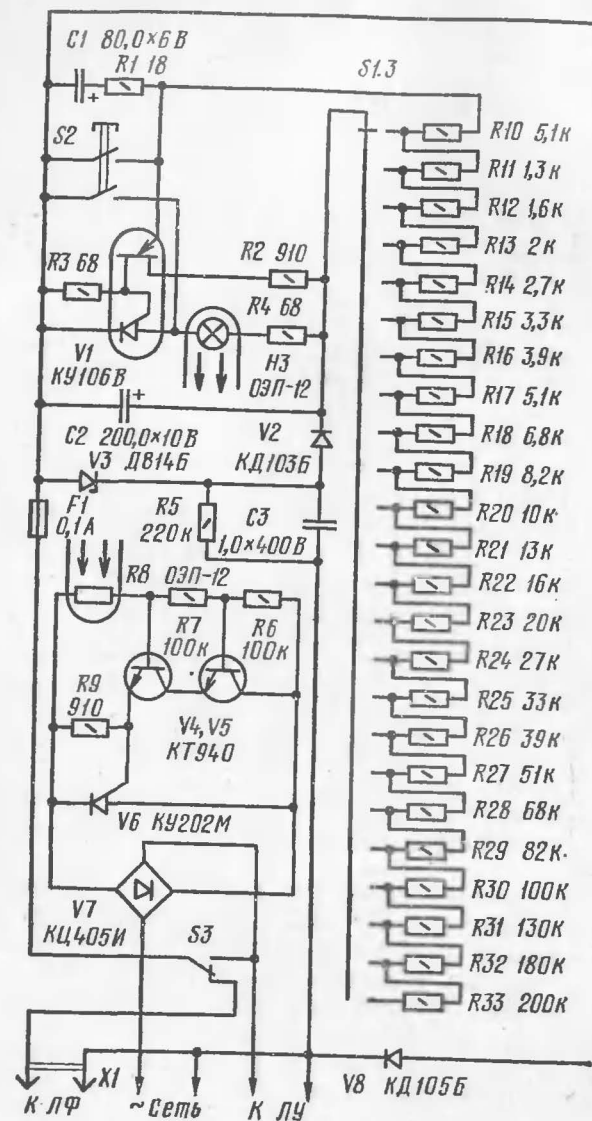 C1 80,0×6 В
R1 18
S1.3
S2
R3 68
R2 910
R4 68
V1
КУ106В
H3
ОЭП-12
C2 200,0×10В
V2
КД103Б
V3 Д814Б
F1
0,1А
R5
220к
C3
1,0×400В
R8
ОЭП-12
R7
100к
R6
100к
R9
910
V4, V5
КТ940
V6 КУ202М
V7
КЦ405И
S3
X1
К ЛФ
~Сеть
К ЛУ
V8 КД105Б
R10 5,1к
R11 1,3к
R12 1,6к
R13 2к
R14 2,7к
R15 3,3к
R16 3,9к
R17 5,1к
R18 6,8к
R19 8,2к
R20 10к
R21 13к
R22 16к
R23 20к
R24 27к
R25 33к
R26 39к
R27 51к
R28 68к
R29 82к
R30 100к
R31 130к
R32 180к
R33 200к